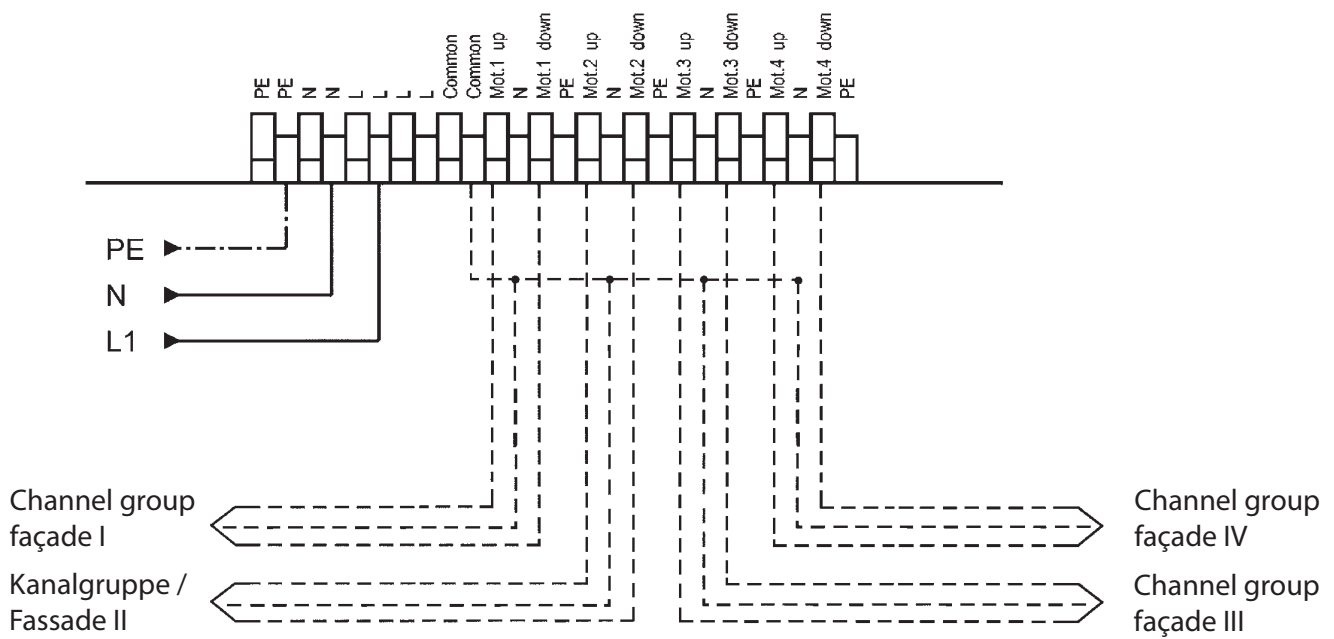 PE
PE
N
N
L
L
L
L
Common
Common
Mot.1 up
N
Mot.1 down
PE
Mot.2 up
N
Mot.2 down
PE
Mot.3 up
N
Mot.3 down
PE
Mot.4 up
N
Mot.4 down
PE
PE
N
L1
Channel group
façade I
Kanalgruppe /
Fassade II
Channel group
façade IV
Channel group
façade III